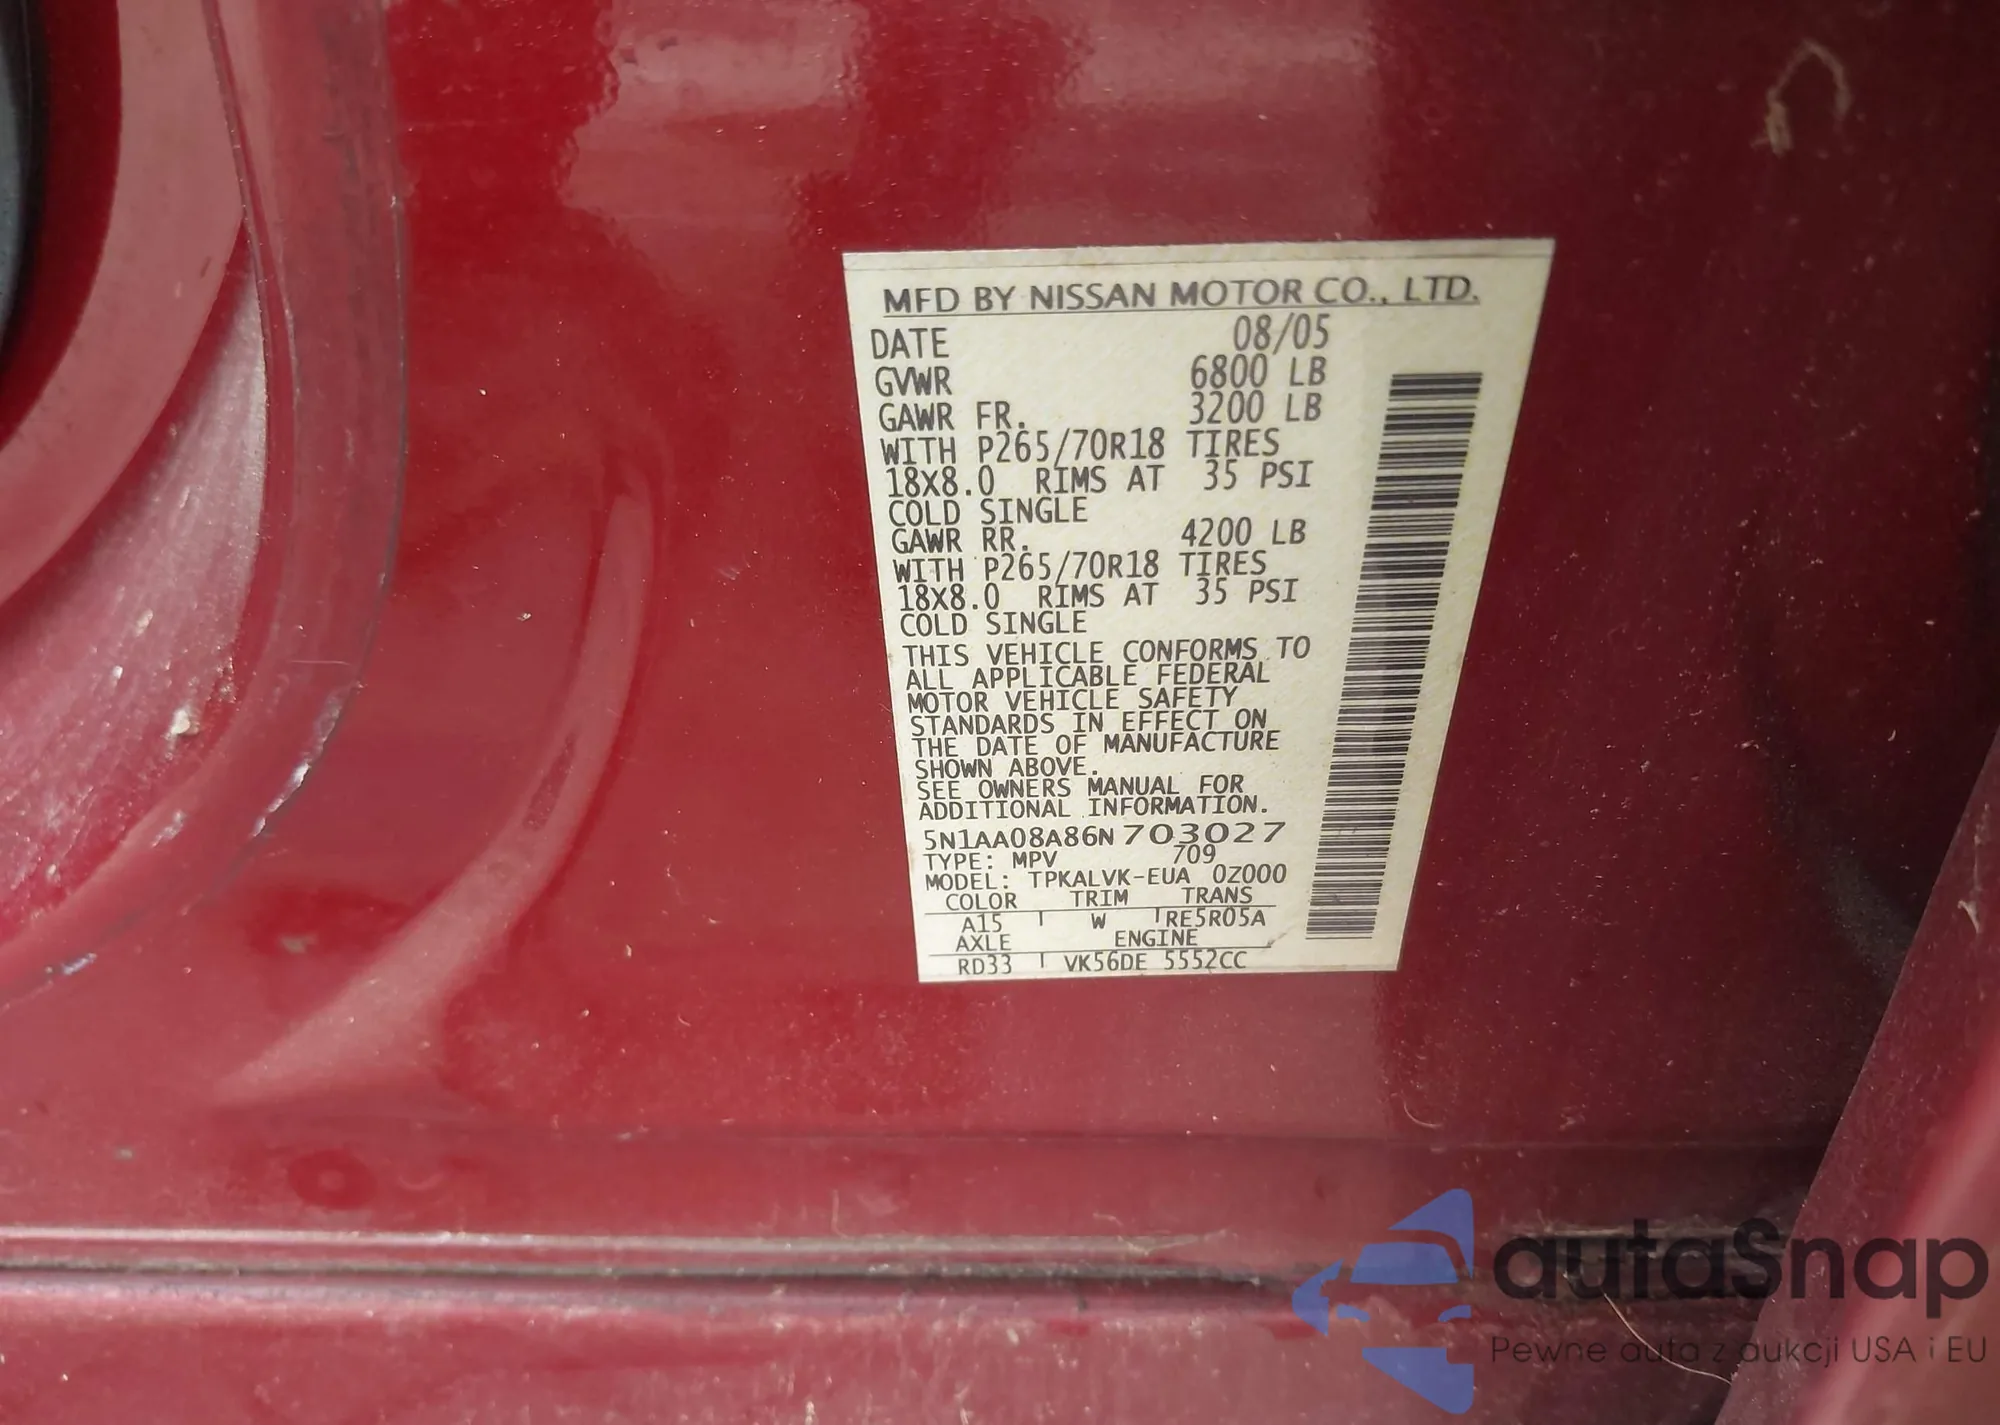 MFD BY NISSAN MOTOR CO., LTD.
DATE 08/05
GVWR 6800 LB
GAWR FR. 3200 LB
WITH P265/70R18 TIRES
18X8.0 RIMS AT 35 PSI
COLD SINGLE
GAWR RR. 4200 LB
WITH P265/70R18 TIRES
18X8.0 RIMS AT 35 PSI
COLD SINGLE
THIS VEHICLE CONFORMS TO
ALL APPLICABLE FEDERAL
MOTOR VEHICLE SAFETY
STANDARDS IN EFFECT ON
THE DATE OF MANUFACTURE
SHOWN ABOVE.
SEE OWNERS MANUAL FOR
ADDITIONAL INFORMATION.
5N1AA08A86N703027
TYPE: MPV 709
MODEL: TPKALVK-EUA 0Z000
COLOR TRIM TRANS
A15 W RE5R05A
AXLE ENGINE
RD33 VK56DE 5552CC
autaSnap
Pewne auta z aukcji USA i EU